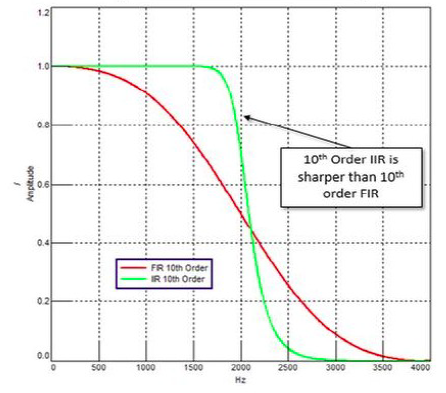 1.2
1.0
0.8
0.6
0.4
0.2
0.0
/
Amplitude
10th Order IIR is
sharper than 10th
order FIR
FIR 10th Order
IIR 10th Order
0 500 1000 1500 2000 2500 3000 3500 4000
Hz